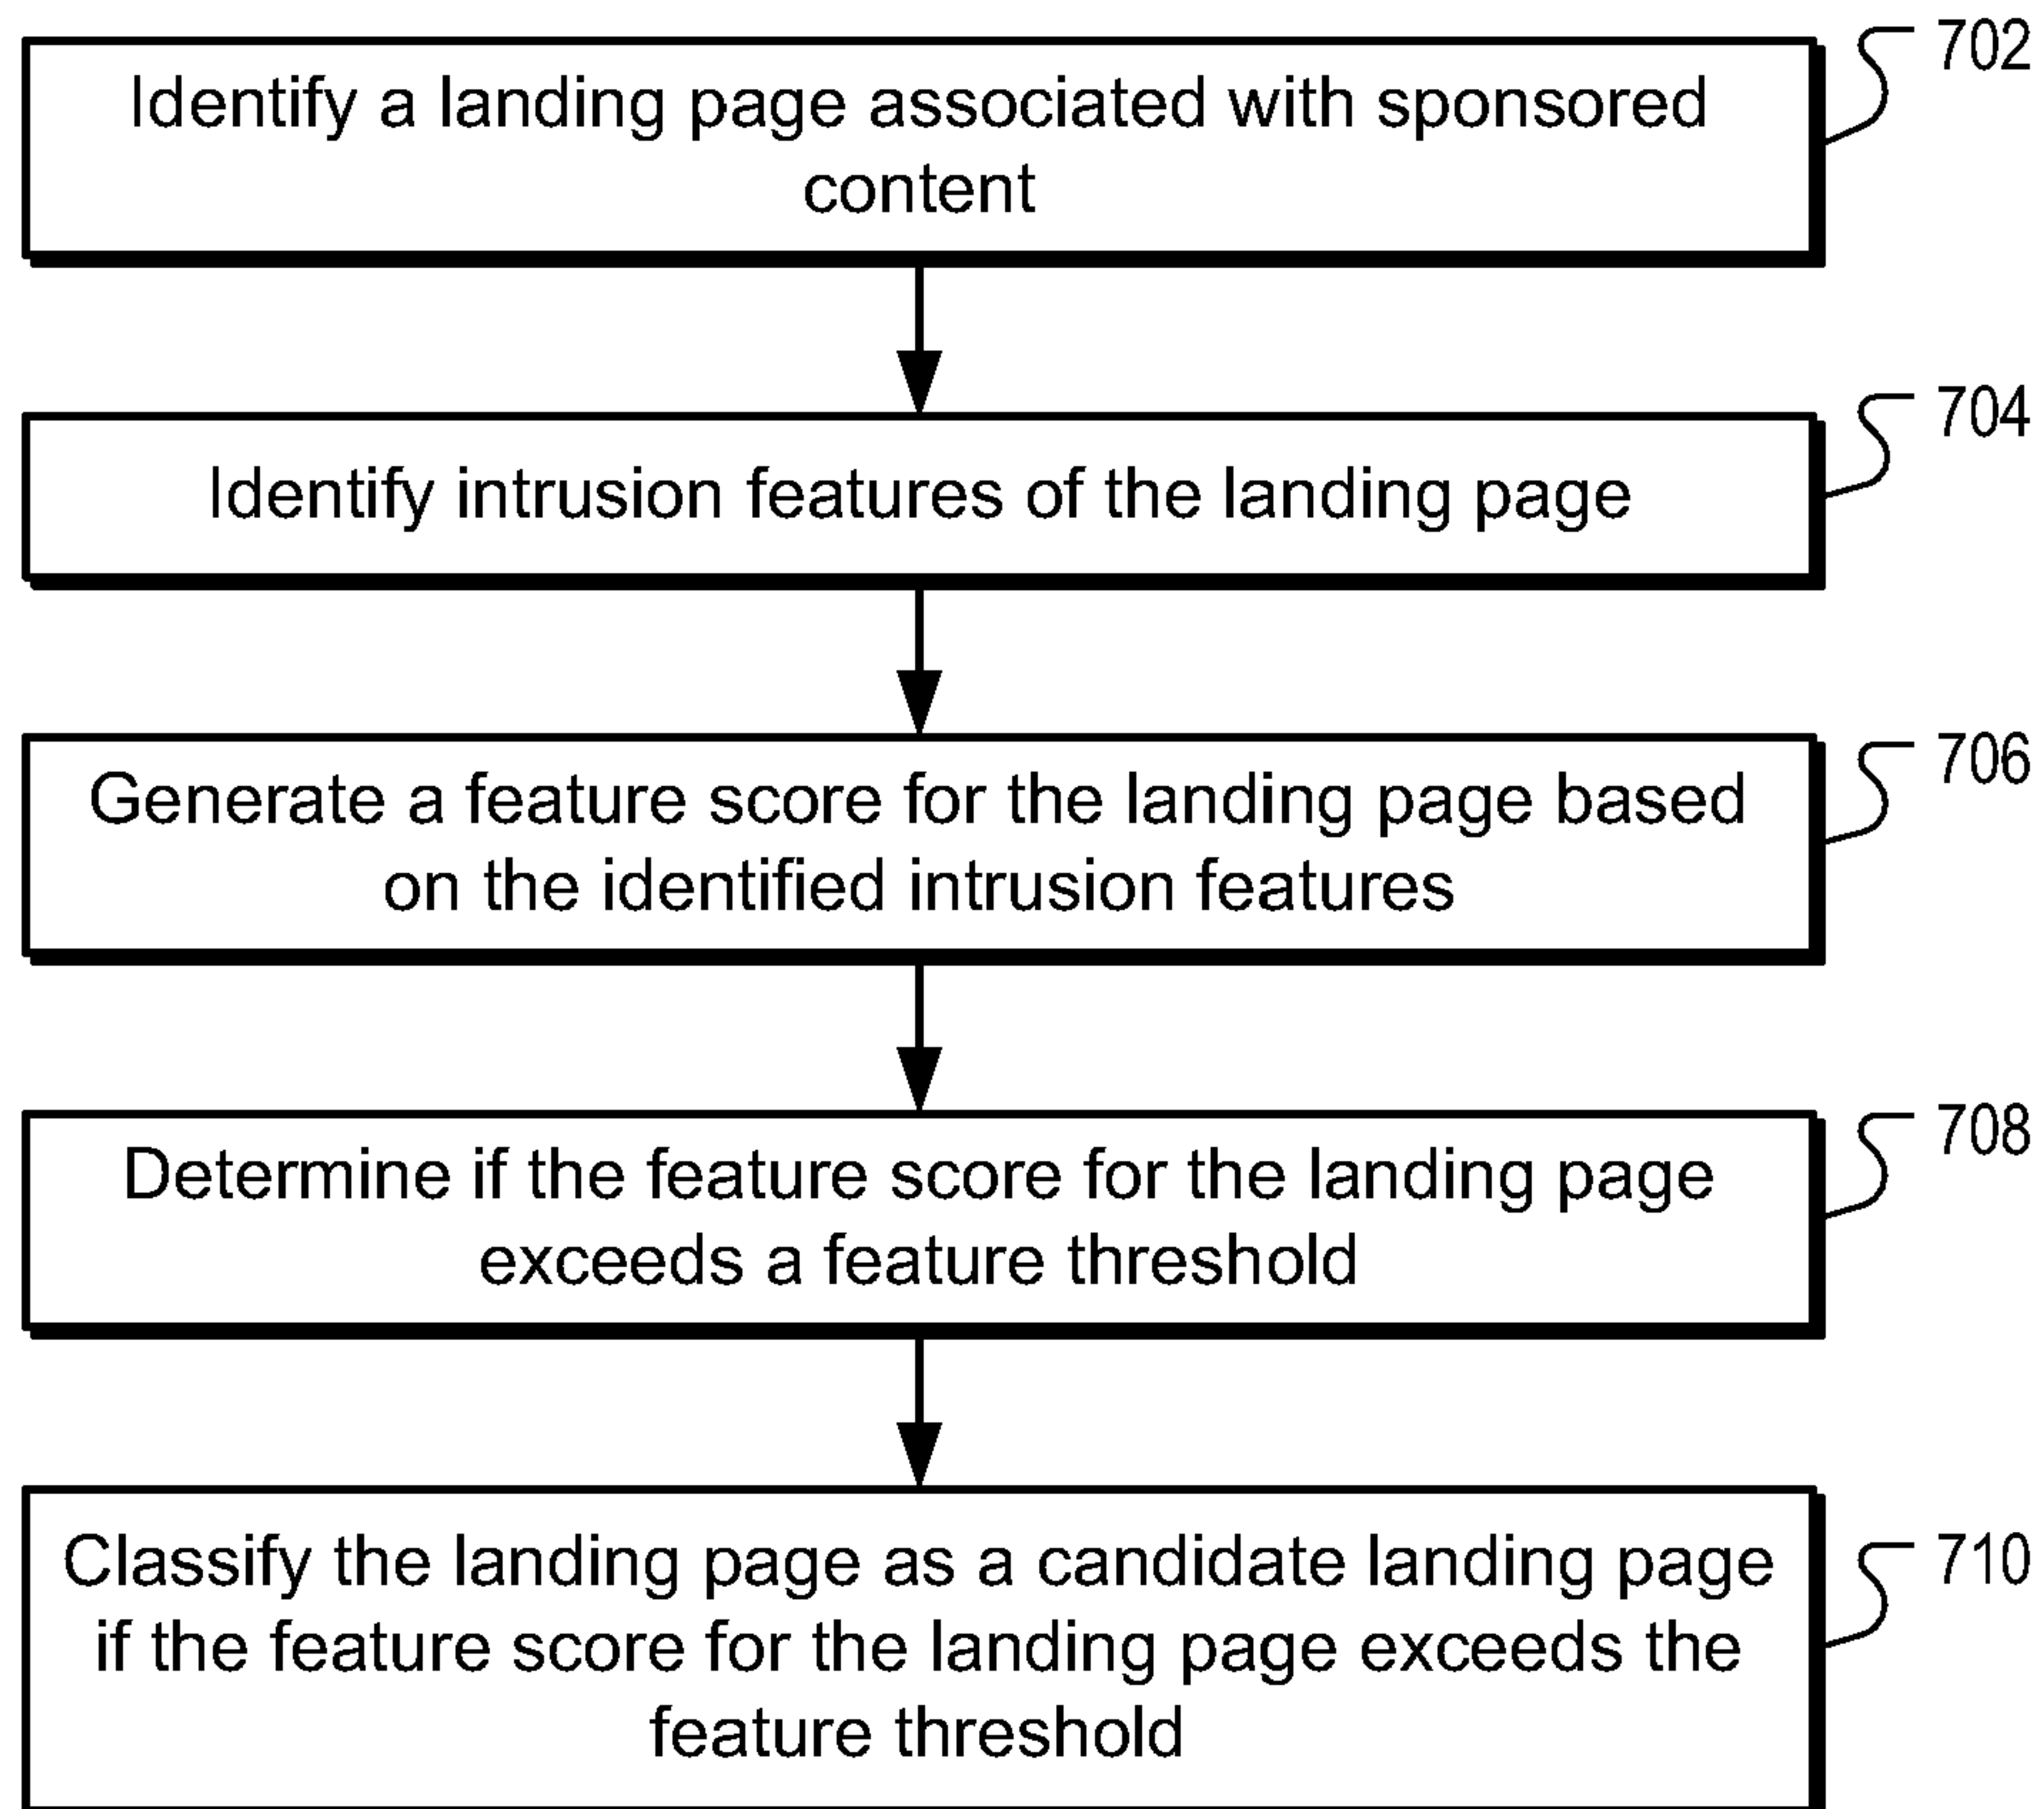 702
Identify a landing page associated with sponsored
content
704
Identify intrusion features of the landing page
706
Generate a feature score for the landing page based
on the identified intrusion features
708
Determine if the feature score for the landing page
exceeds a feature threshold
710
Classify the landing page as a candidate landing page
if the feature score for the landing page exceeds the
feature threshold